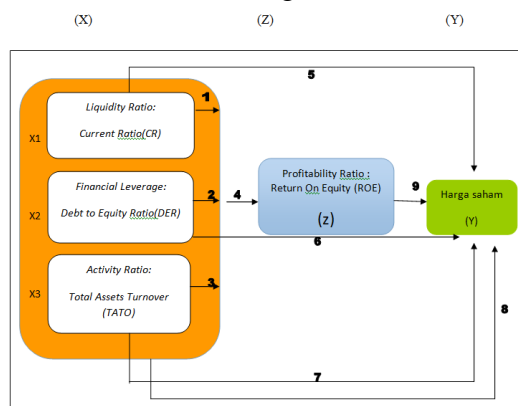 (X) (Z) (Y)
5
1
Liquidity Ratio:
Current Ratio(CR)
X1
Profitability Ratio :
Return On Equity (ROE)
(z)
Financial Leverage:
Debt to Equity Ratio(DER)
X2
2
4
9
Harga saham
(Y)
6
Activity Ratio:
Total Assets Turnover
(TATO)
X3
3
8
7